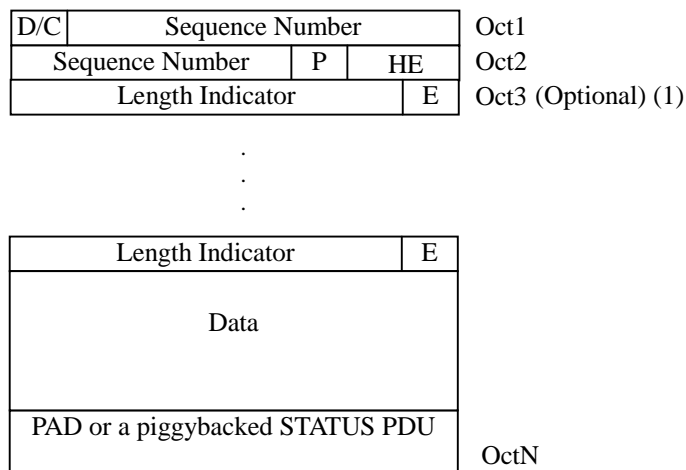 D/C Sequence Number Oct1
Sequence Number P HE Oct2
Length Indicator E Oct3 (Optional) (1)
.
.
.
Length Indicator E
Data
PAD or a piggybacked STATUS PDU
OctN